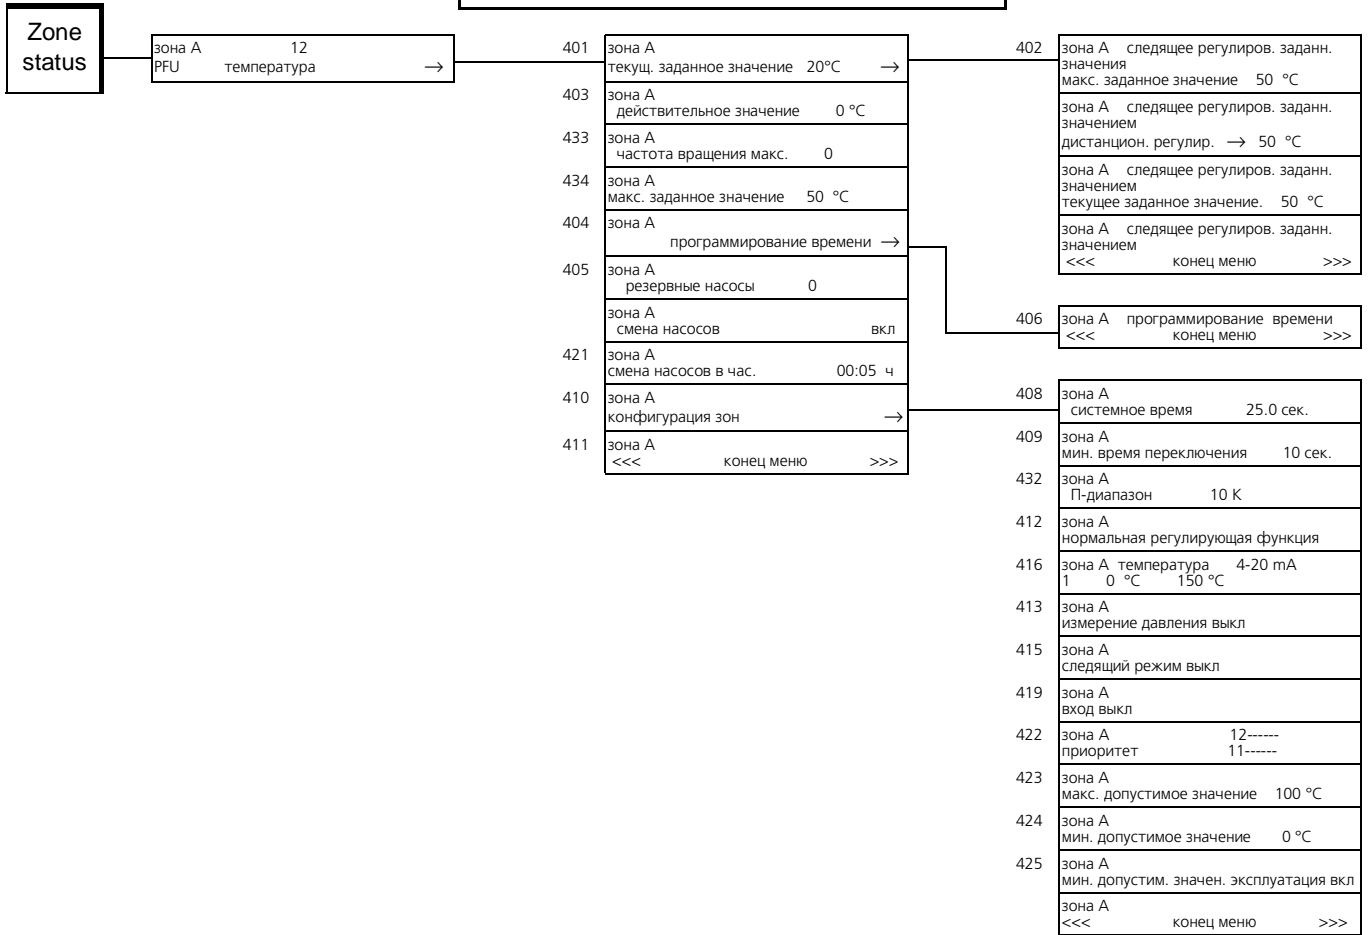 Zone
status
зона А 12
PFU температура →
401 зона А
текущ. заданное значение 20°C →
403 зона А
действительное значение 0 °C
433 зона А
частота вращения макс. 0
434 зона А
макс. заданное значение 50 °C
404 зона А
программирование времени →
405 зона А
резервные насосы 0
зона А
смена насосов вкл
421 зона А
смена насосов в час. 00:05 ч
410 зона А
конфигурация зон →
411 зона А
<<< конец меню >>>
402 зона А следящее регулиров. заданн.
значения
макс. заданное значение 50 °C
зона А следящее регулиров. заданн.
значением
дистанцион. регулир. → 50 °C
зона А следящее регулиров. заданн.
значением
текущее заданное значение. 50 °C
зона А следящее регулиров. заданн.
значением
<<< конец меню >>>
406 зона А программирование времени
<<< конец меню >>>
408 зона А
системное время 25.0 сек.
409 зона А
мин. время переключения 10 сек.
432 зона А
П-диапазон 10 К
412 зона А
нормальная регулирующая функция
416 зона А температура 4-20 mA
1 0 °C 150 °C
413 зона А
измерение давления выкл
415 зона А
следящий режим выкл
419 зона А
вход выкл
422 зона А 12------
приоритет 11------
423 зона А
макс. допустимое значение 100 °C
424 зона А
мин. допустимое значение 0 °C
425 зона А
мин. допустим. значен. эксплуатация вкл
зона А
<<< конец меню >>>